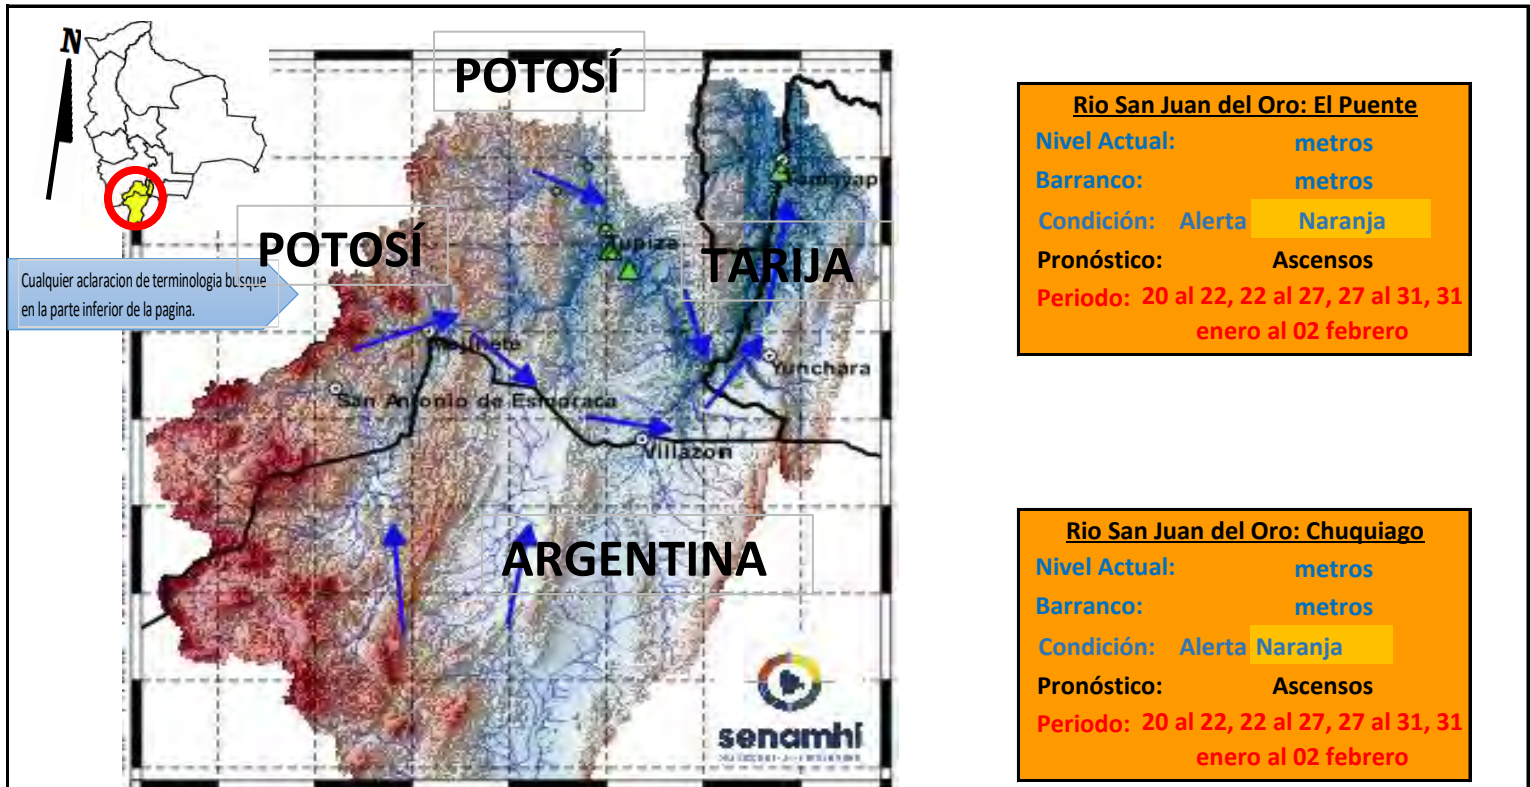 N
POTOSÍ
POTOSÍ
TARIJA
ARGENTINA
Cualquier aclaracion de terminologia busque
en la parte inferior de la pagina.
Tupiza
Mojinete
San Antonio de Esmoraca
Villazon
Yunchara
senamhi
Rio San Juan del Oro: El Puente
Nivel Actual: metros
Barranco: metros
Condición: Alerta Naranja
Pronóstico: Ascensos
Periodo: 20 al 22, 22 al 27, 27 al 31, 31
enero al 02 febrero
Rio San Juan del Oro: Chuquiago
Nivel Actual: metros
Barranco: metros
Condición: Alerta Naranja
Pronóstico: Ascensos
Periodo: 20 al 22, 22 al 27, 27 al 31, 31
enero al 02 febrero